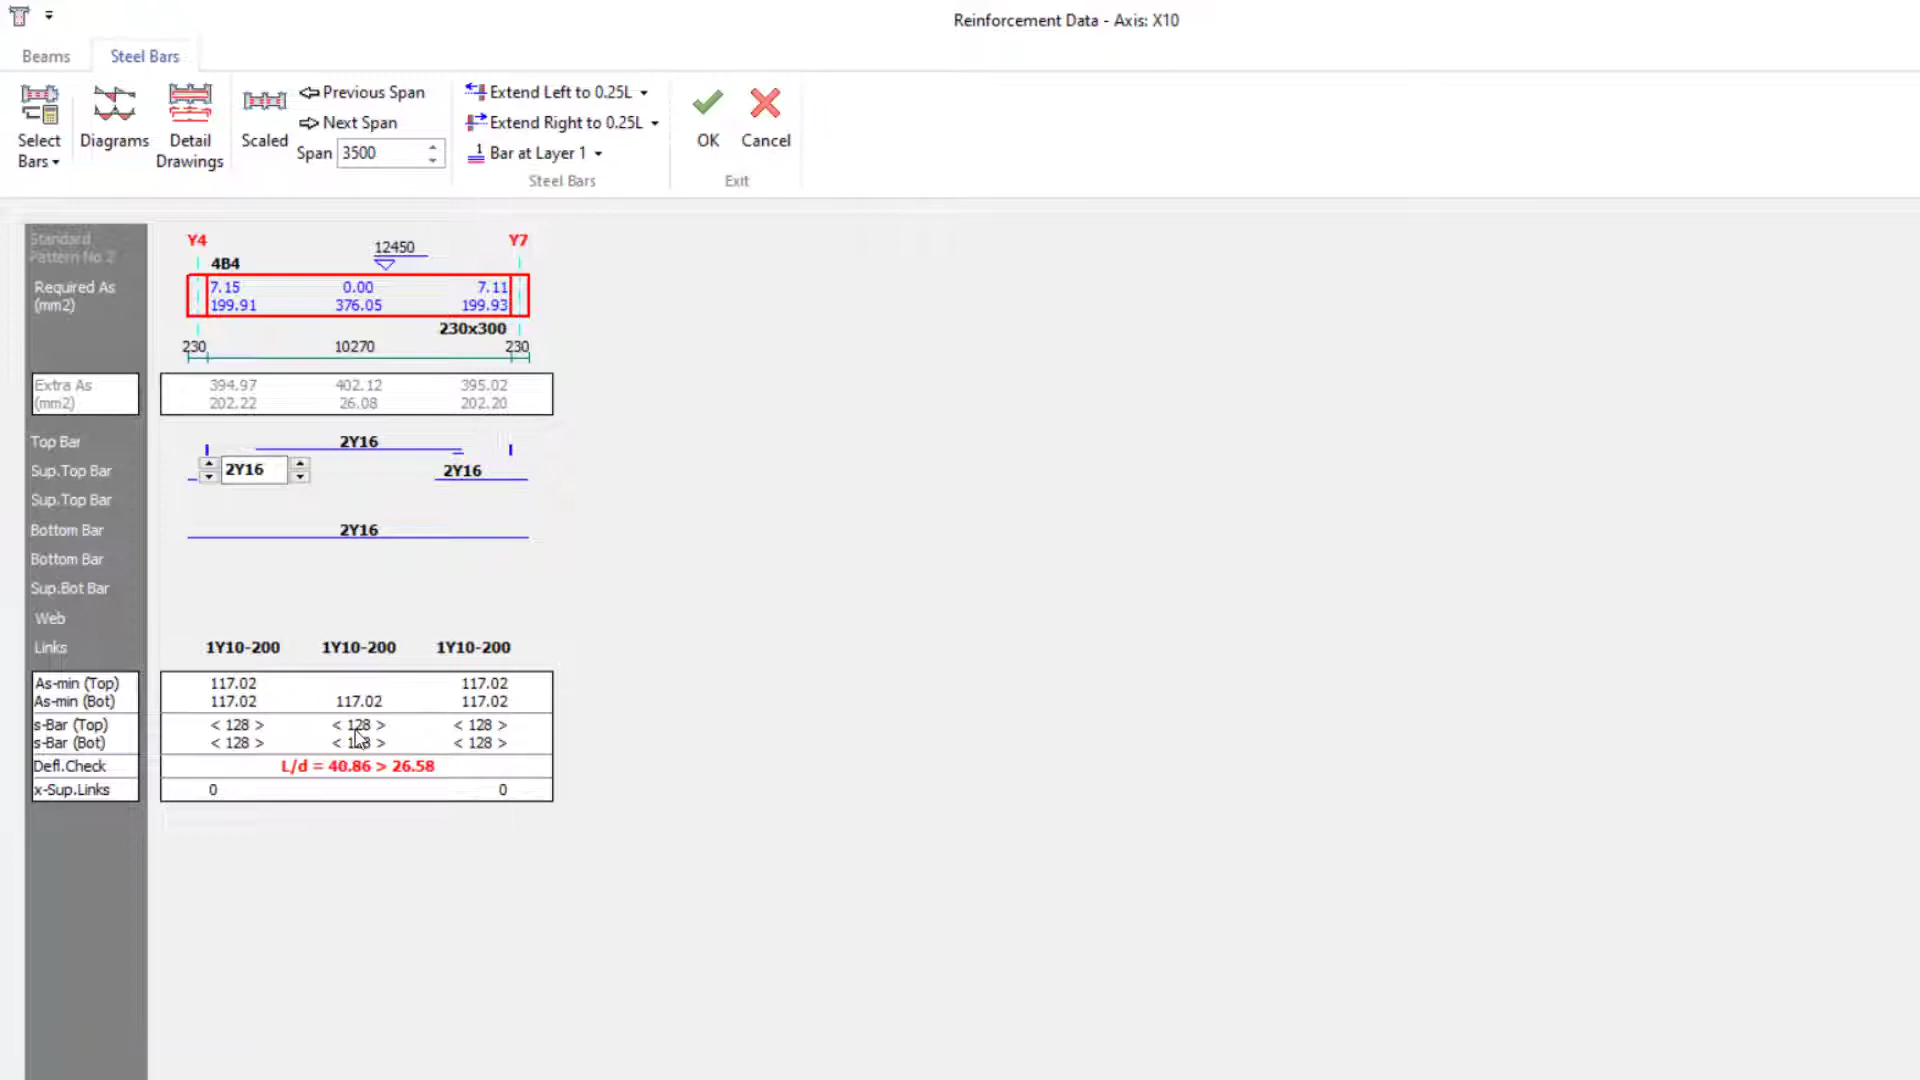 Reinforcement Data - Axis: X10
Beams
Steel Bars
Select Bars
Diagrams
Detail Drawings
Scaled
Previous Span
Next Span
Span 3500
Extend Left to 0.25L
Extend Right to 0.25L
1 Bar at Layer 1
Steel Bars
OK
Cancel
Exit
Standard
Pattern No 2
Y4 12450 Y7
4B4
Required As 7.15 0.00 7.11
(mm2) 199.91 376.05 199.93
230x300
230 10270 230
Extra As 394.97 402.12 395.02
(mm2) 202.22 26.08 202.20
Top Bar 2Y16
Sup.Top Bar 2Y16 2Y16
Sup.Top Bar
Bottom Bar 2Y16
Bottom Bar
Sup.Bot Bar
Web
Links 1Y10-200 1Y10-200 1Y10-200
As-min (Top) 117.02 117.02
As-min (Bot) 117.02 117.02 117.02
s-Bar (Top) < 128 > < 128 > < 128 >
s-Bar (Bot) < 128 > < 128 > < 128 >
Defl.Check L/d = 40.86 > 26.58
x-Sup.Links 0 0